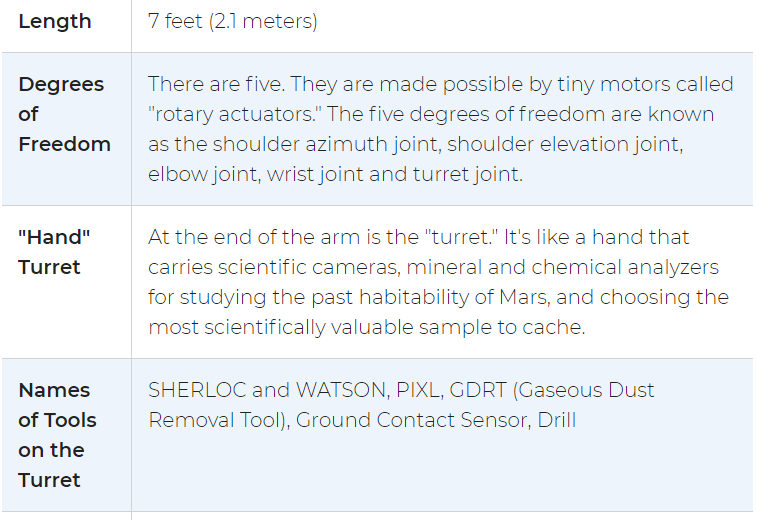 Length
7 feet (2.1 meters)
Degrees
of
Freedom
There are five. They are made possible by tiny motors called
"rotary actuators." The five degrees of freedom are known
as the shoulder azimuth joint, shoulder elevation joint,
elbow joint, wrist joint and turret joint.
"Hand"
Turret
At the end of the arm is the "turret." It's like a hand that
carries scientific cameras, mineral and chemical analyzers
for studying the past habitability of Mars, and choosing the
most scientifically valuable sample to cache.
Names
of Tools
on the
Turret
SHERLOC and WATSON, PIXL, GDRT (Gaseous Dust
Removal Tool), Ground Contact Sensor, Drill